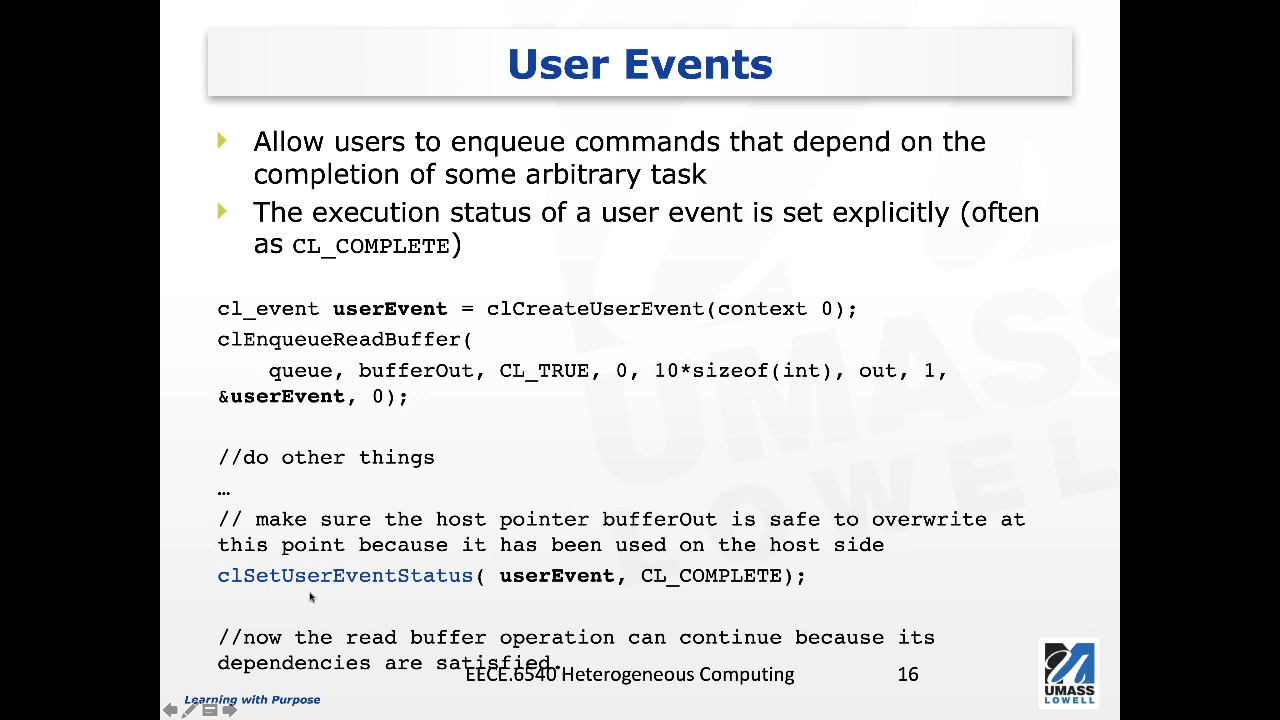 User Events
Allow users to enqueue commands that depend on the
completion of some arbitrary task
The execution status of a user event is set explicitly (often
as CL_COMPLETE)
cl_event userEvent = clCreateUserEvent(context 0);
clEnqueueReadBuffer(
queue, bufferOut, CL_TRUE, 0, 10*sizeof(int), out, 1,
&userEvent, 0);
//do other things
…
// make sure the host pointer bufferOut is safe to overwrite at
this point because it has been used on the host side
clSetUserEventStatus( userEvent, CL_COMPLETE);
//now the read buffer operation can continue because its
dependencies are satisfied.
EECE.6540 Heterogeneous Computing 16
Learning with Purpose
UMASS
LOWELL
UMASS
LOWELL